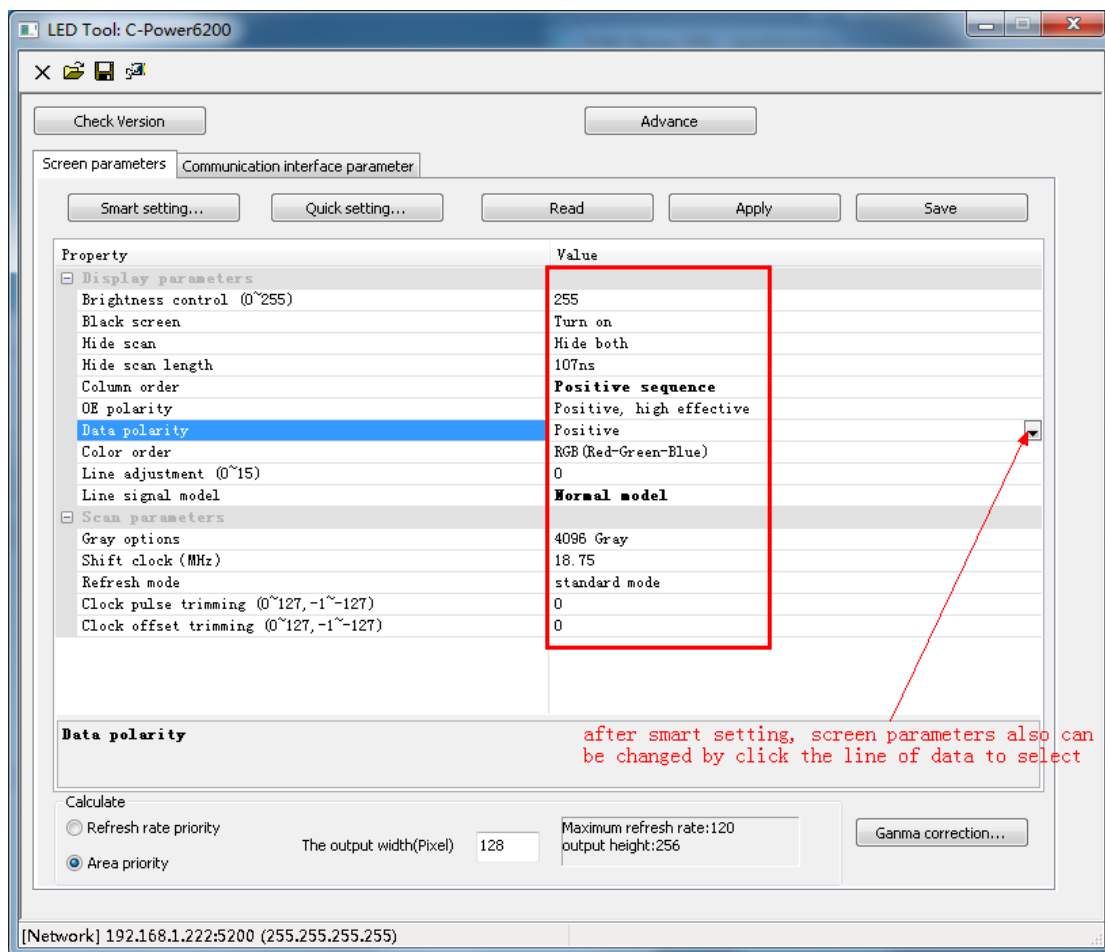 LED Tool: C-Power6200
Check Version Advance
Screen parameters Communication interface parameter
Smart setting... Quick setting... Read Apply Save
Property Value
Display parameters
Brightness control (0~255) 255
Black screen Turn on
Hide scan Hide both
Hide scan length 107ns
Column order Positive sequence
OE polarity Positive, high effective
Data polarity Positive
Color order RGB(Red-Green-Blue)
Line adjustment (0~15) 0
Line signal model Normal model
Scan parameters
Gray options 4096 Gray
Shift clock(MHz) 18.75
Refresh mode standard mode
Clock pulse trimming (0~127,-1~-127) 0
Clock offset trimming (0~127,-1~-127) 0
Data polarity
after smart setting, screen parameters also can
be changed by click the line of data to select
Calculate
Refresh rate priority
Area priority
The output width(Pixel) 128
Maximum refresh rate:120
output height:256
Ganma correction...
[Network] 192.168.1.222:5200 (255.255.255.255)